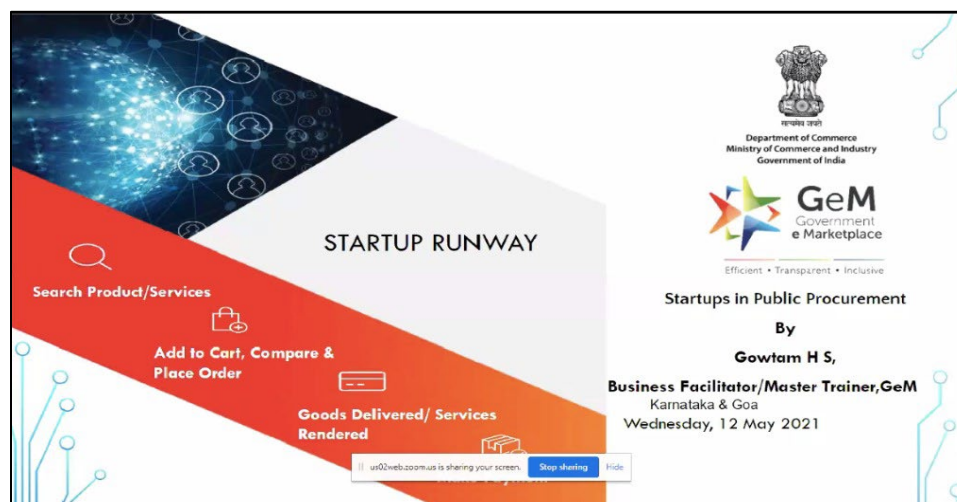 STARTUP RUNWAY
Search Product/Services
Add to Cart, Compare &
Place Order
Goods Delivered/ Services
Rendered
सत्यमेव जयते
Department of Commerce
Ministry of Commerce and Industry
Government of India
GeM
Government
e Marketplace
Efficient • Transparent • Inclusive
Startups in Public Procurement
By
Gowtam H S,
Business Facilitator/Master Trainer,GeM
Karnataka & Goa
Wednesday, 12 May 2021
us02web.zoom.us is sharing your screen.
Stop sharing
Hide